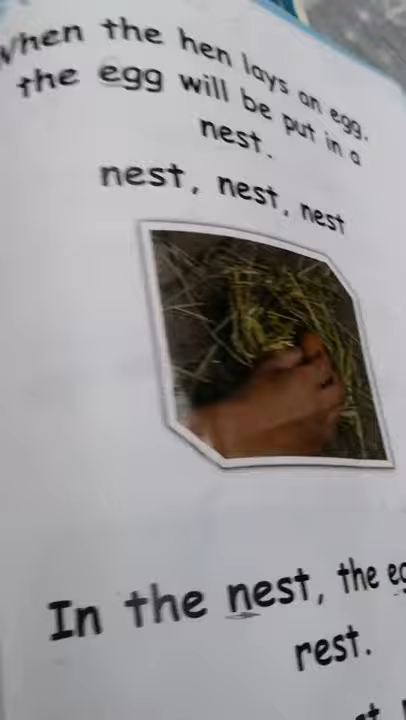 When the hen lays an egg.
the egg will be put in a
nest.
nest, nest, nest
In the nest, the
rest.